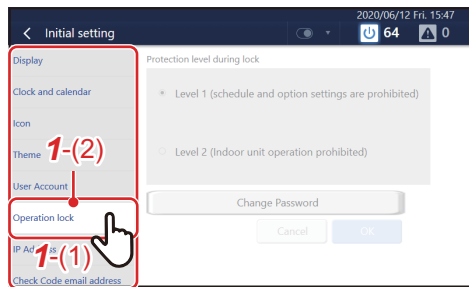 2020/06/12 Fri. 15:47
Initial setting
64
0
Display
Protection level during lock
Clock and calendar
Level 1 (schedule and option settings are prohibited)
Icon
Theme
1-(2)
Level 2 (Indoor unit operation prohibited)
User Account
Change Password
Operation lock
Cancel
OK
IP Address
1-(1)
Check Code email address